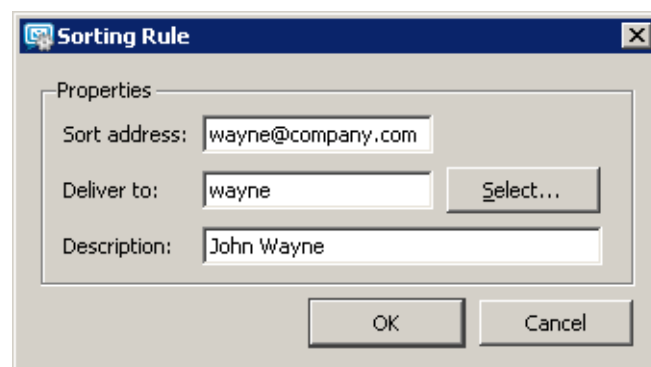 Sorting Rule
Properties
Sort address: wayne@company.com
Deliver to: wayne Select...
Description: John Wayne
OK Cancel